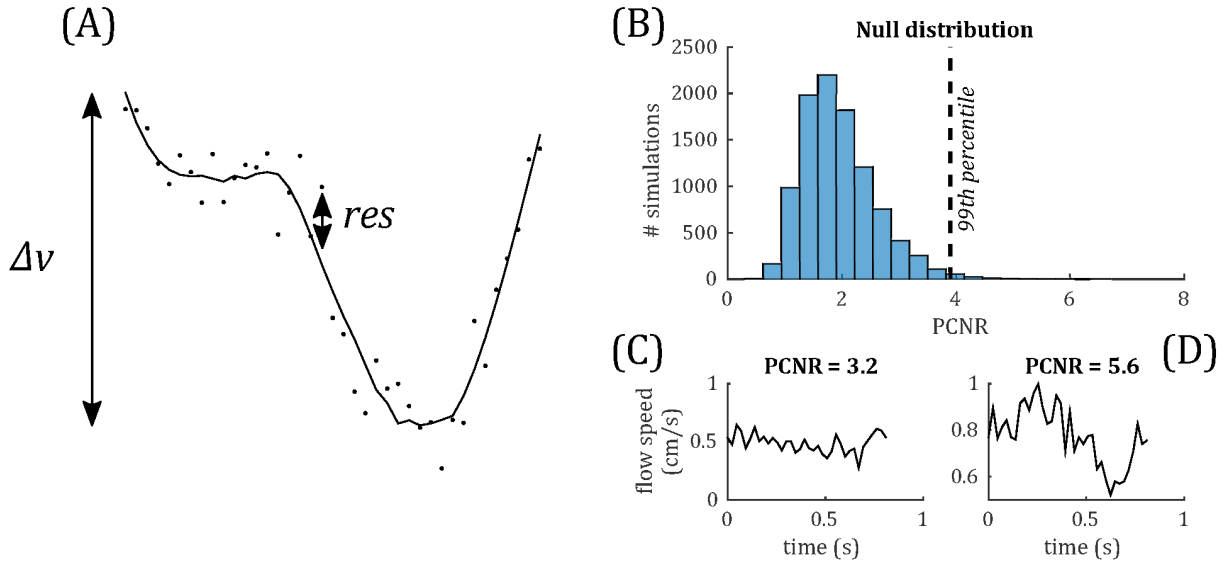 (A)
Δv
res
(B)
Null distribution
2500
2000
1500
1000
500
0
# simulations
99th percentile
0 2 4 6 8
PCNR
(C)
PCNR = 3.2
1
0.5
0
flow speed
(cm/s)
0 0.5 1
time (s)
(D)
PCNR = 5.6
1
0.8
0.6
0 0.5 1
time (s)